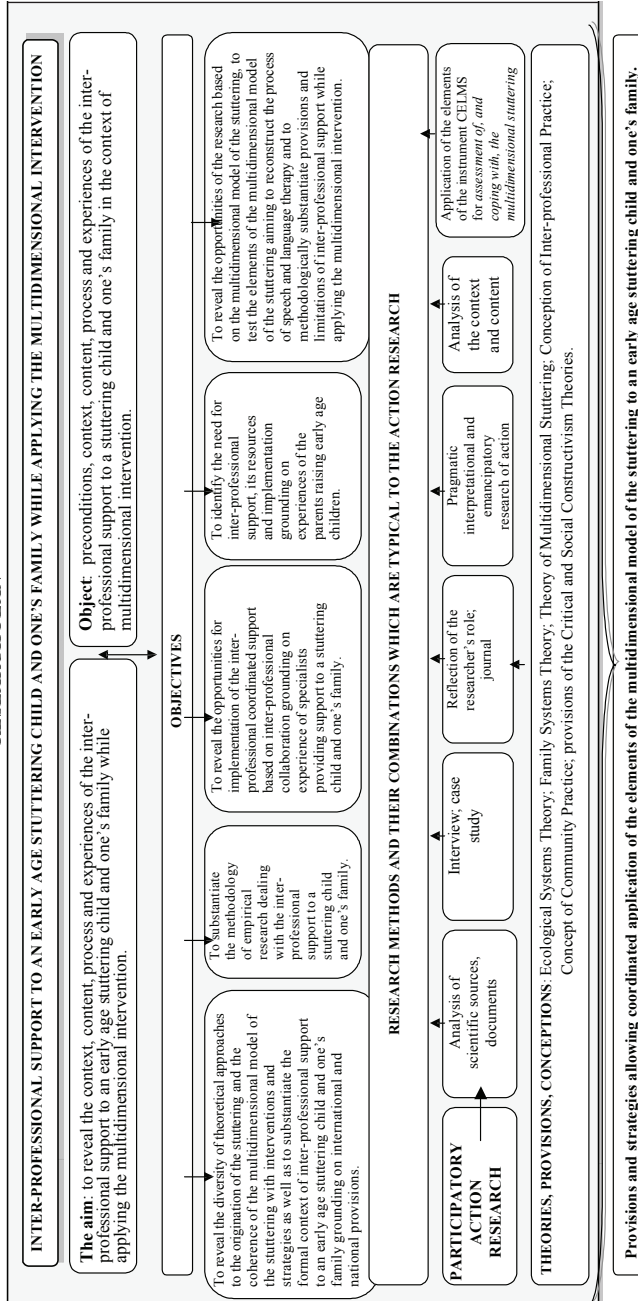 INTER-PROFESSIONAL SUPPORT TO AN EARLY AGE STUTTERING CHILD AND ONE'S FAMILY WHILE APPLYING THE MULTIDIMENSIONAL INTERVENTION
The aim: to reveal the context, content, process and experiences of the inter-
professional support to an early age stuttering child and one's family while
applying the multidimensional intervention.
Object: preconditions, context, content, process and experiences of the inter-
professional support to a stuttering child and one's family in the context of
multidimensional intervention.
OBJECTIVES
To reveal the diversity of theoretical approaches
to the origination of the stuttering and the
coherence of the multidimensional model of
the stuttering with interventions and
strategies as well as to substantiate the
formal context of inter-professional support
to an early age stuttering child and one's
family grounding on international and
national provisions.
To substantiate
the methodology
of empirical
research dealing
with the inter-
professional
support to a
stuttering child
and one's family.
To reveal the opportunities for
implementation of the inter-
professional coordinated support
based on inter-professional
collaboration grounding on
experience of specialists
providing support to a stuttering
child and one's family.
To identify the need for
inter-professional
support, its resources
and implementation
grounding on
experiences of the
parents raising early age
children.
To reveal the opportunities of the research based
on the multidimensional model of the stuttering, to
test the elements of the multidimensional model
of the stuttering aiming to reconstruct the process
of speech and language therapy and to
methodologically substantiate provisions and
limitations of inter-professional support while
applying the multidimensional intervention.
RESEARCH METHODS AND THEIR COMBINATIONS WHICH ARE TYPICAL TO THE ACTION RESEARCH
PARTICIPATORY
ACTION
RESEARCH
Analysis of
scientific sources,
documents
Interview; case
study
Reflection of the
researcher's role;
journal
Pragmatic
interpretational and
emancipatory
research of action
Analysis of
the context
and content
Application of the elements
of the instrument CELMS
for assessment of, and
coping with, the
multidimensional stuttering
THEORIES, PROVISIONS, CONCEPTIONS: Ecological Systems Theory; Family Systems Theory; Theory of Multidimensional Stuttering; Conception of Inter-professional Practice;
Concept of Community Practice; provisions of the Critical and Social Constructivism Theories.
Provisions and strategies allowing coordinated application of the elements of the multidimensional model of the stuttering to an early age stuttering child and one's family.